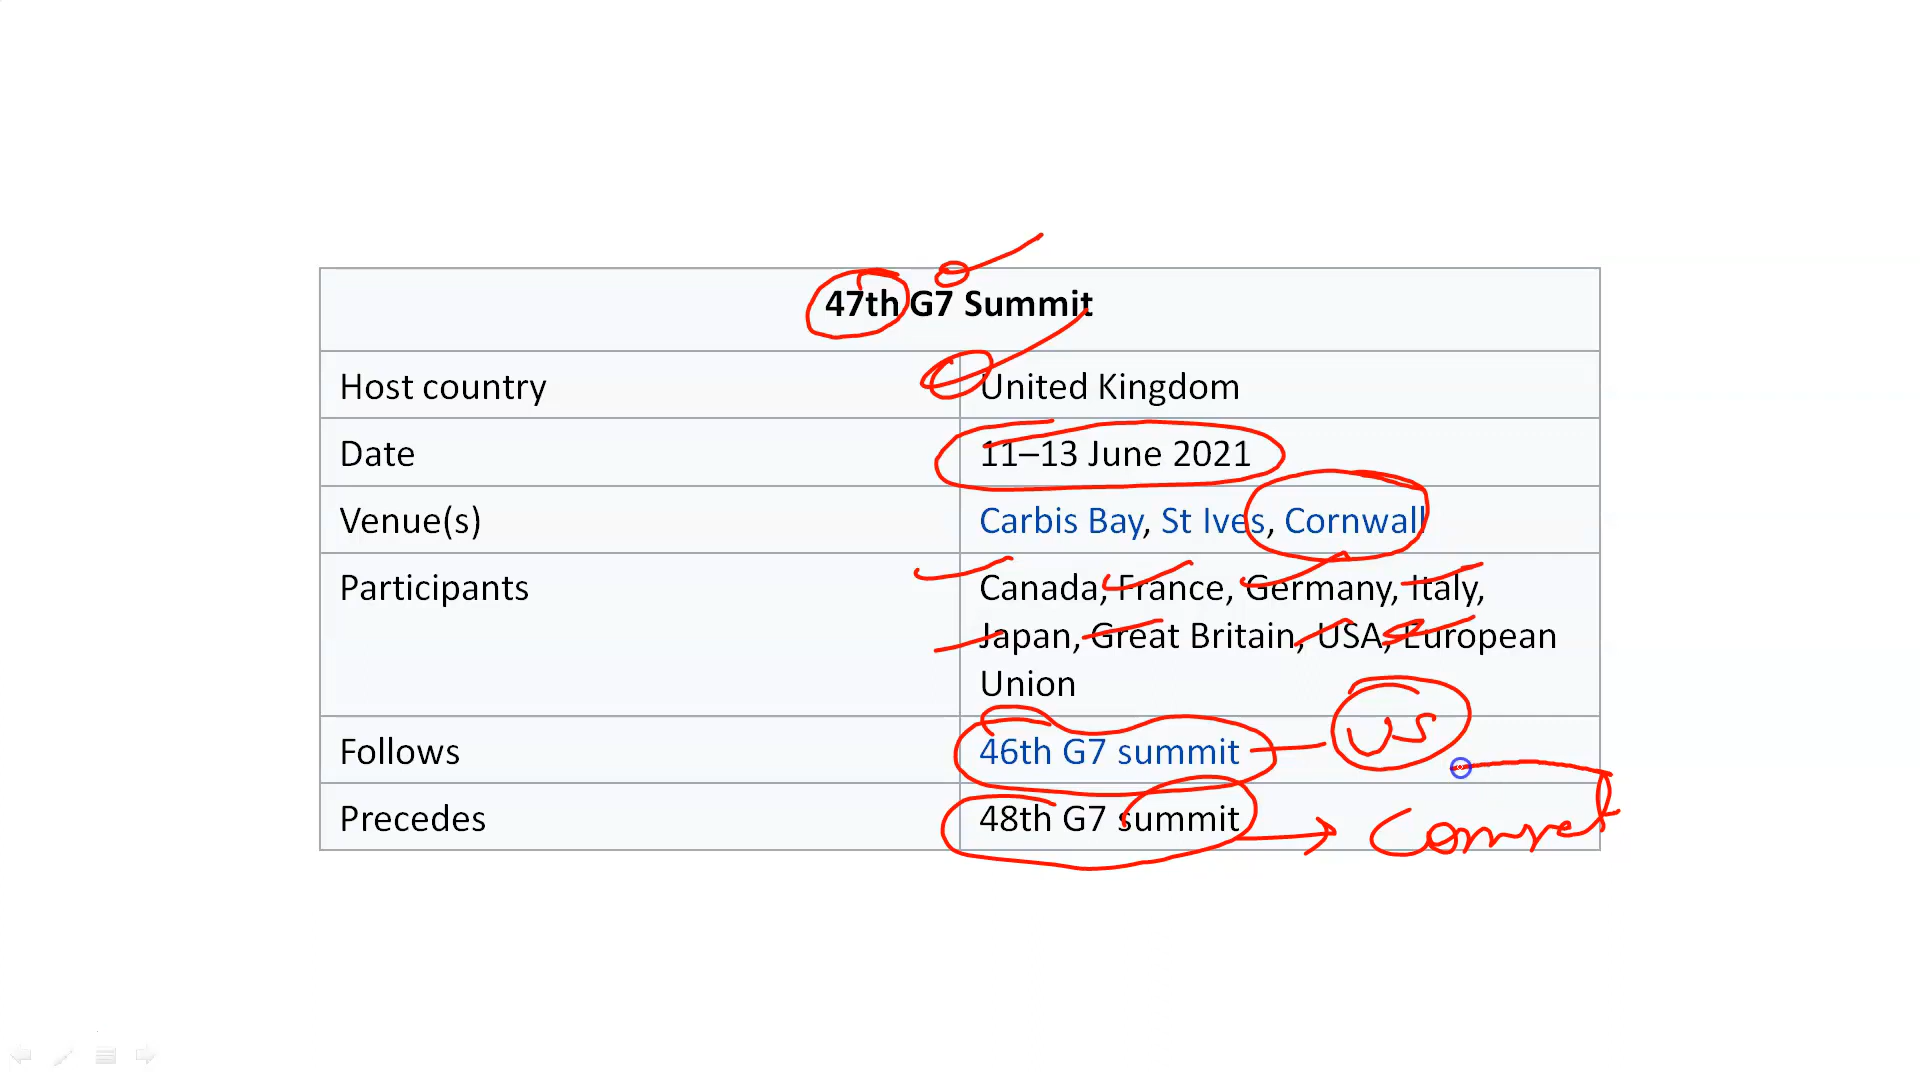 47th G7 Summit
Host country United Kingdom
Date 11–13 June 2021
Venue(s) Carbis Bay, St Ives, Cornwall
Participants Canada, France, Germany, Italy,
Japan, Great Britain, USA, European
Union
Follows 46th G7 summit US
Precedes 48th G7 summit